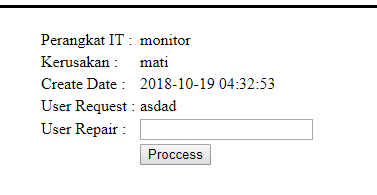 Perangkat IT : monitor
Kerusakan : mati
Create Date : 2018-10-19 04:32:53
User Request : asdad
User Repair :
Proccess